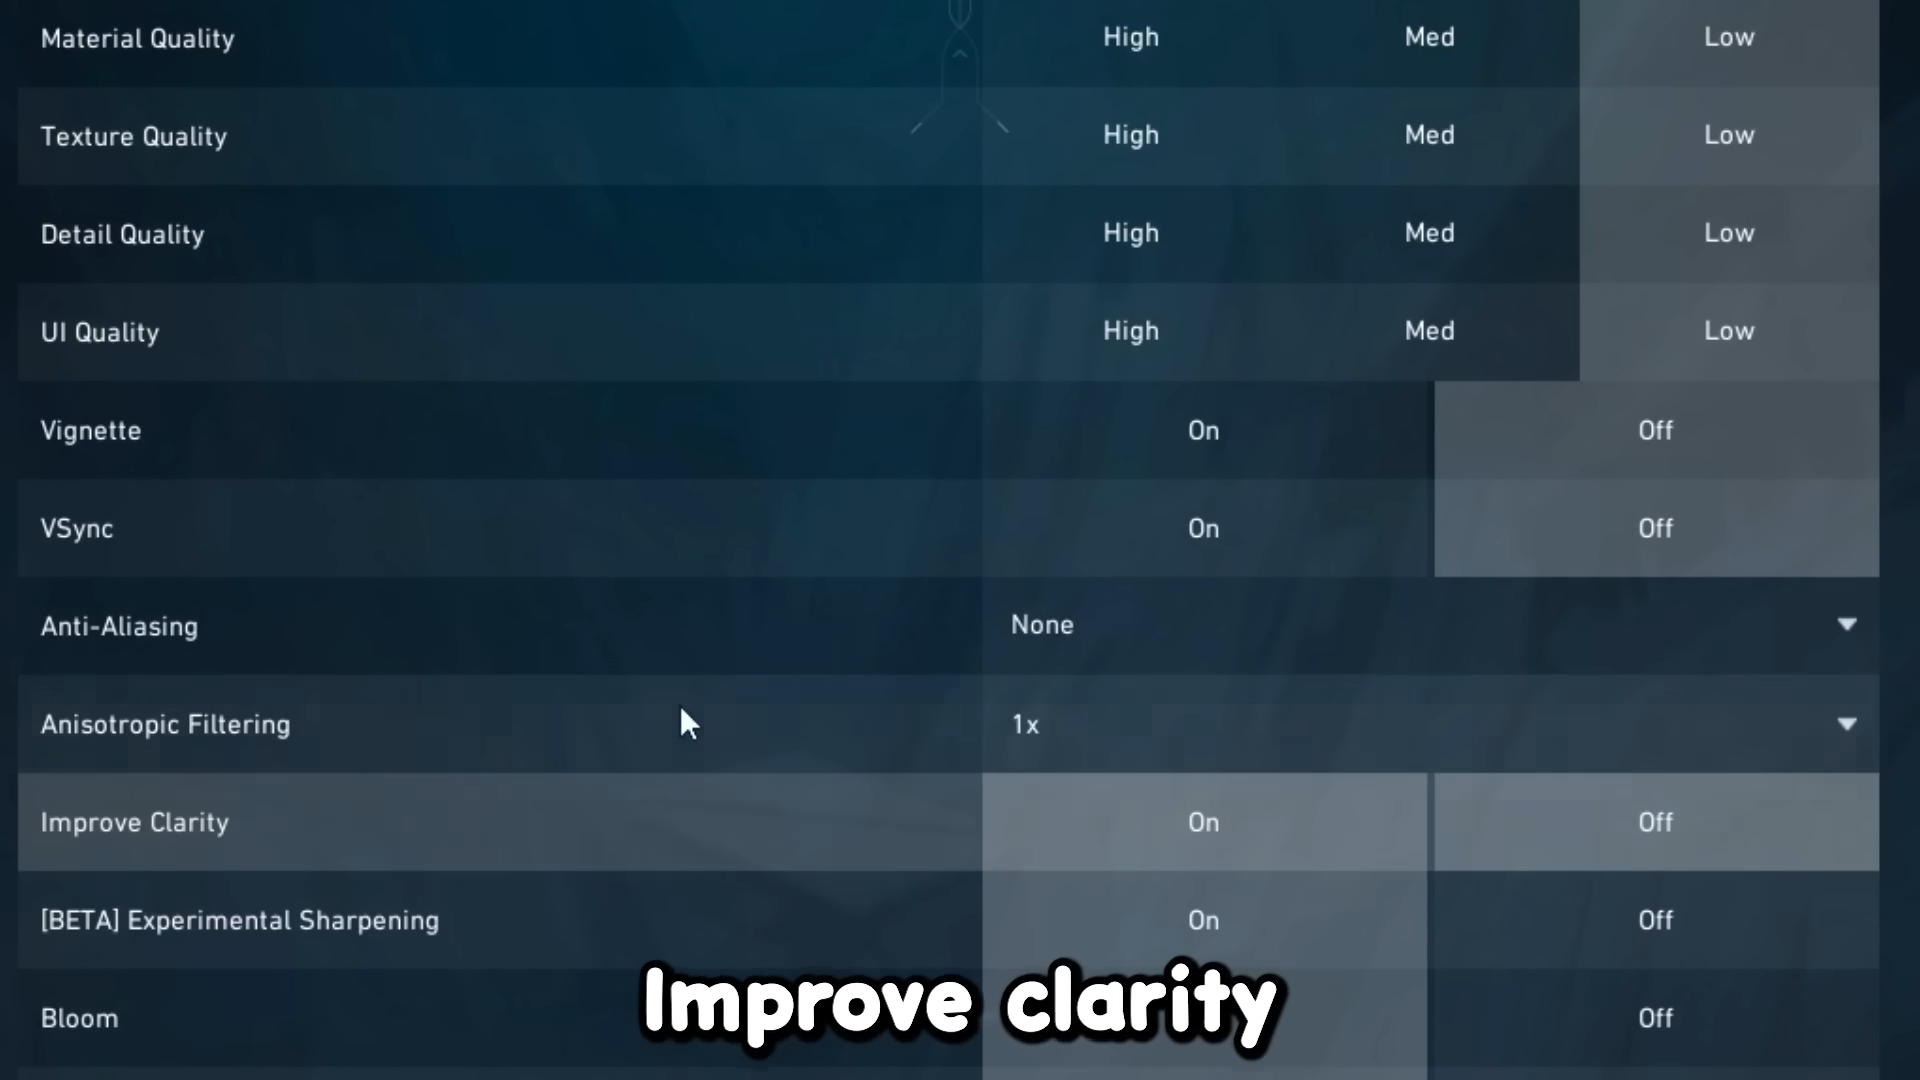 Material Quality High Med Low
Texture Quality High Med Low
Detail Quality High Med Low
UI Quality High Med Low
Vignette On Off
VSync On Off
Anti-Aliasing None
Anisotropic Filtering 1x
Improve Clarity On Off
[BETA] Experimental Sharpening On Off
Improve clarity
Bloom Off